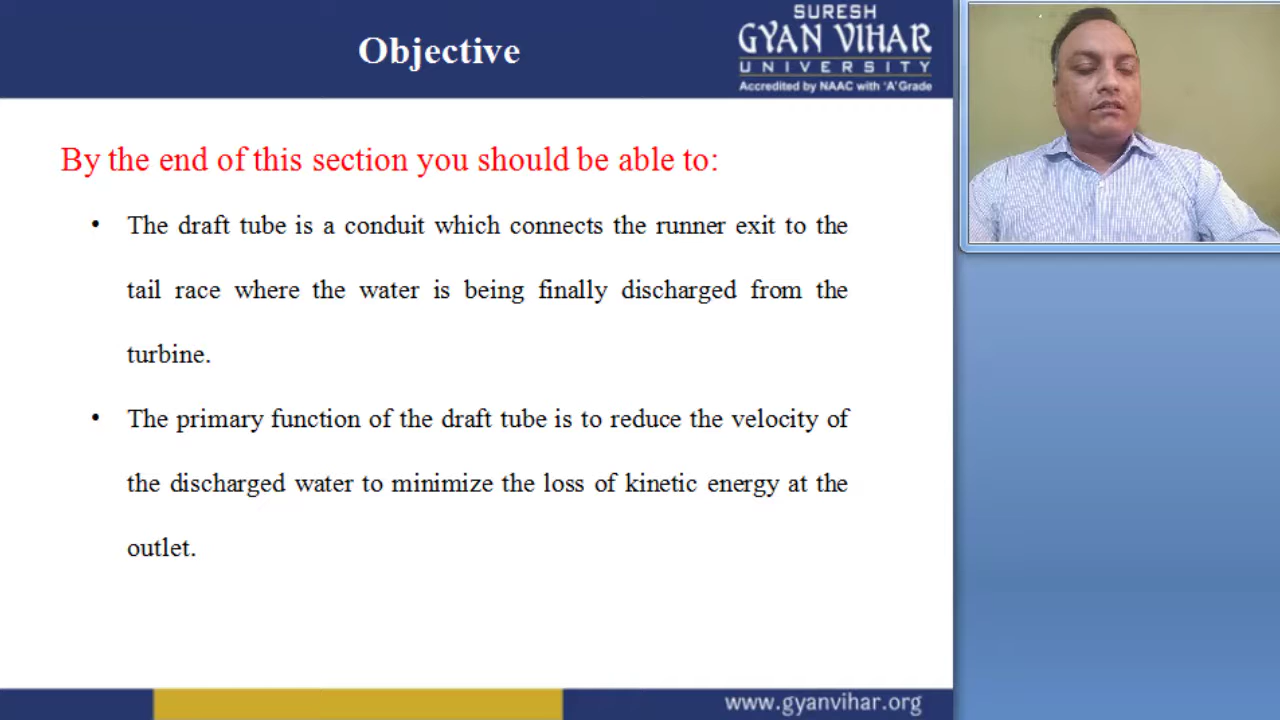 Objective
SURESH
GYAN VIHAR
UNIVERSITY
Accredited by NAAC with 'A' Grade
By the end of this section you should be able to:
• The draft tube is a conduit which connects the runner exit to the
tail race where the water is being finally discharged from the
turbine.
• The primary function of the draft tube is to reduce the velocity of
the discharged water to minimize the loss of kinetic energy at the
outlet.
www.gyanvihar.org